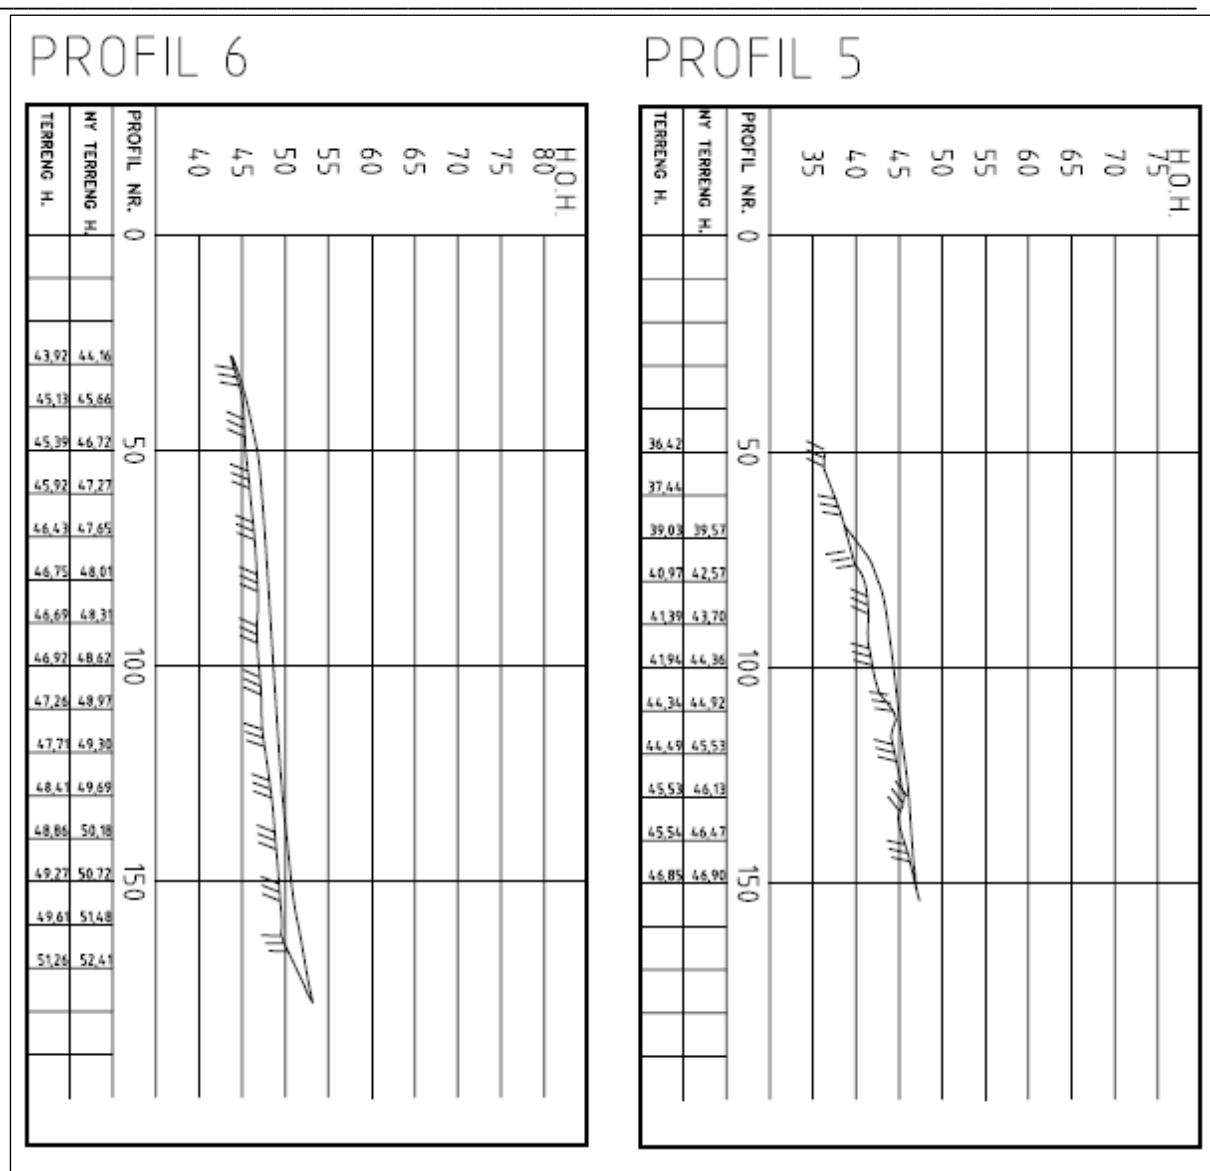 PROFIL 6
H.O.H.
80
75
70
65
60
55
50
45
40
PROFIL NR. 0 50 100 150
NY TERRENG H. 44,16 45,66 46,72 47,27 47,65 48,01 48,31 48,62 48,97 49,30 49,69 50,18 50,72 51,48 52,41
TERRENG H. 43,92 45,13 45,39 45,92 46,43 46,75 46,69 46,92 47,26 47,71 48,41 48,86 49,27 49,61 51,26
PROFIL 5
H.O.H.
75
70
65
60
55
50
45
40
35
PROFIL NR. 0 50 100 150
NY TERRENG H. 39,57 42,57 43,70 44,36 44,92 45,53 46,13 46,47 46,90
TERRENG H. 36,42 37,44 39,03 40,97 41,39 41,94 44,34 44,49 45,53 45,54 46,85